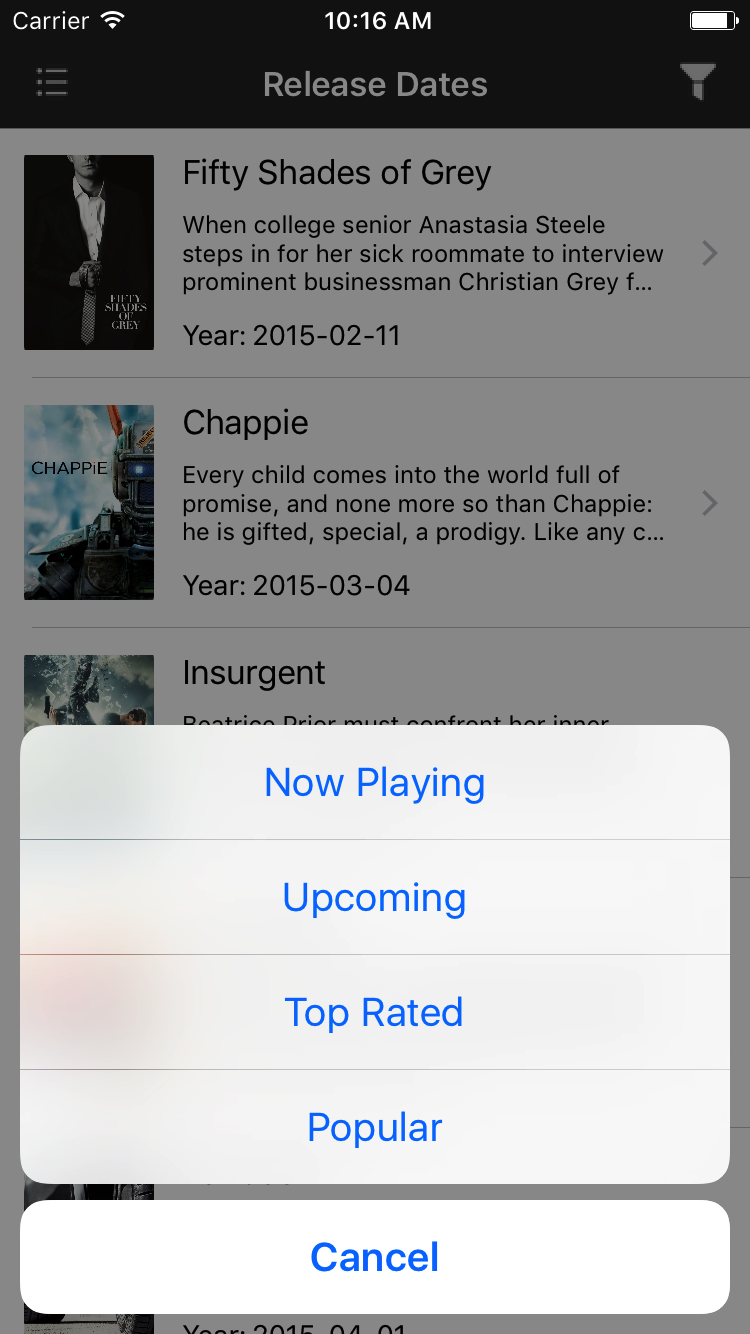 Carrier
10:16 AM
Release Dates
Fifty Shades of Grey
When college senior Anastasia Steele
steps in for her sick roommate to interview
prominent businessman Christian Grey f...
Year: 2015-02-11
FIFTY
SHADES
OF
GREY
Chappie
Every child comes into the world full of
promise, and none more so than Chappie:
he is gifted, special, a prodigy. Like any c...
Year: 2015-03-04
CHAPPiE
Insurgent
Beatrice Prior must confront her inner
Now Playing
Upcoming
Top Rated
Popular
Cancel
Year: 2015-04-01